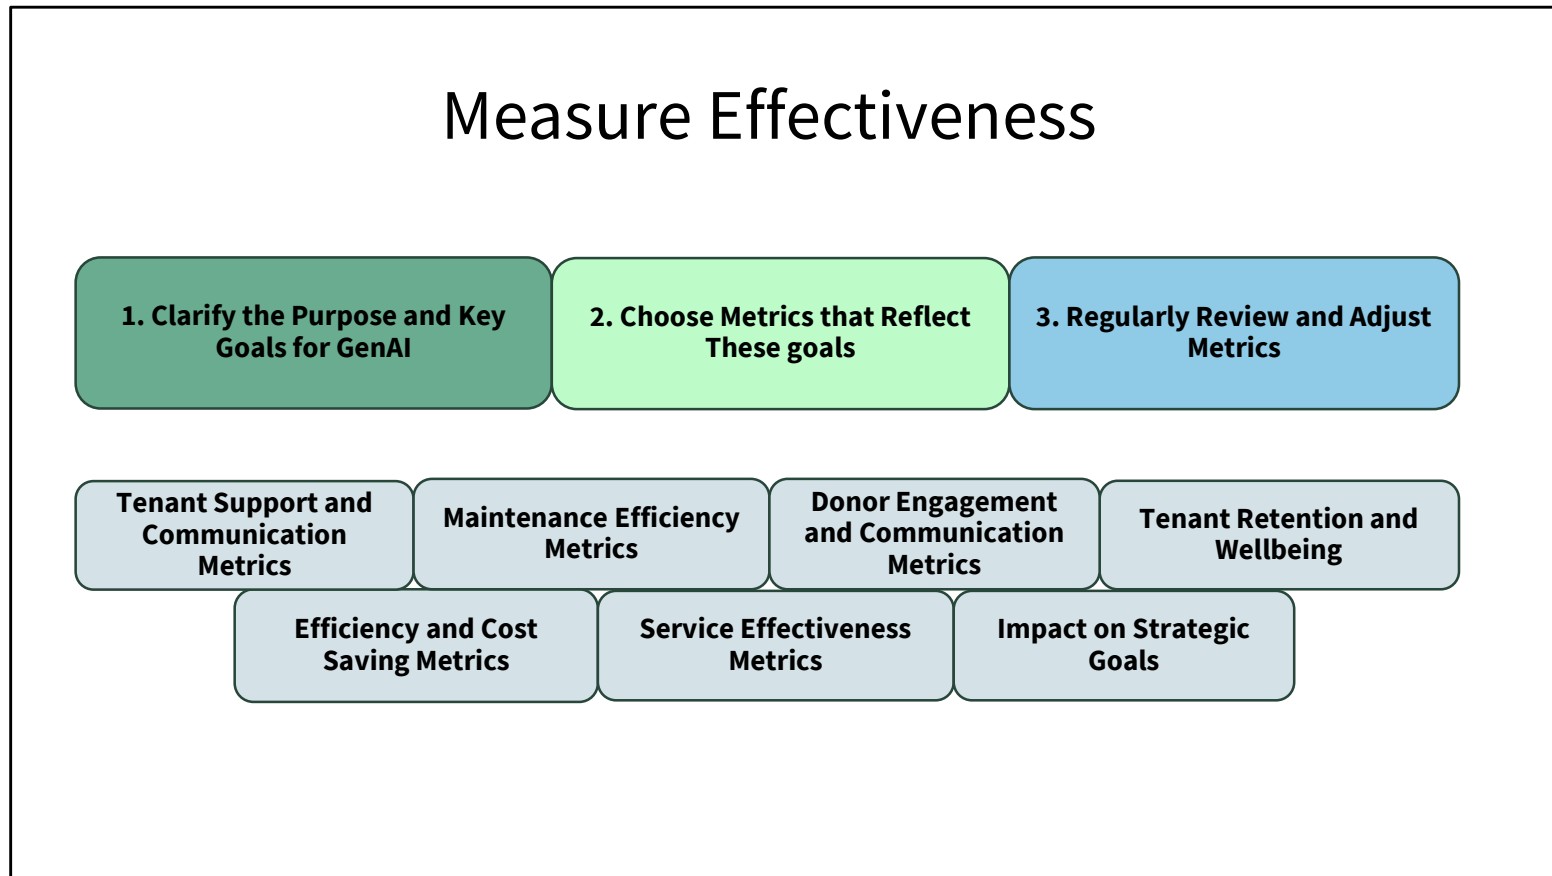 Measure Effectiveness
1. Clarify the Purpose and Key
Goals for GenAI
2. Choose Metrics that Reflect
These goals
3. Regularly Review and Adjust
Metrics
Tenant Support and
Communication
Metrics
Maintenance Efficiency
Metrics
Donor Engagement
and Communication
Metrics
Tenant Retention and
Wellbeing
Efficiency and Cost
Saving Metrics
Service Effectiveness
Metrics
Impact on Strategic
Goals